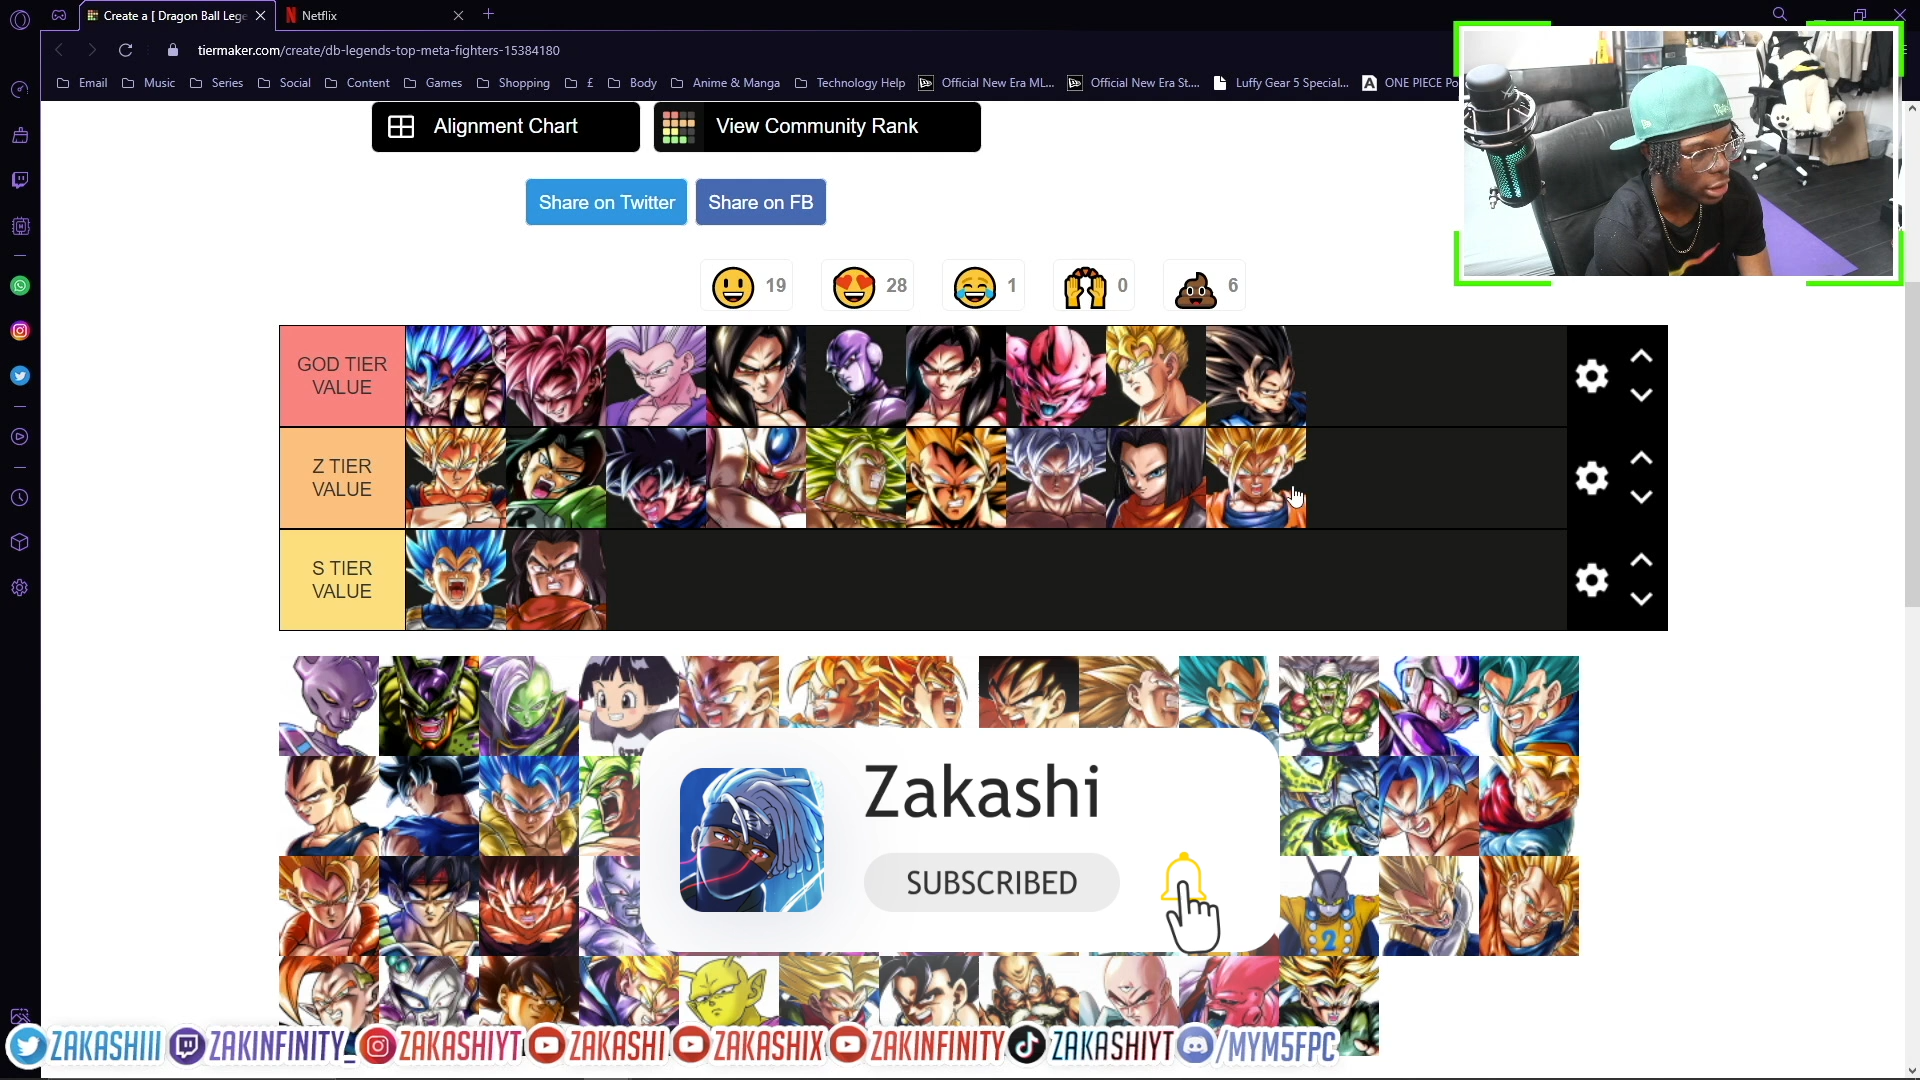 Create a [ Dragon Ball Lege
Netflix
tiermaker.com/create/db-legends-top-meta-fighters-15384180
Email Music Series Social Content Games Shopping £ Body Anime & Manga Technology Help Official New Era ML... Official New Era St.... Luffy Gear 5 Special... ONE PIECE Po
Alignment Chart
View Community Rank
Share on Twitter
Share on FB
19 28 1 0 6
GOD TIER
VALUE
Z TIER
VALUE
S TIER
VALUE
Zakashi
SUBSCRIBED
2
ZAKASHIII ZAKINFINITY_ ZAKASHIYT ZAKASHI ZAKASHIX ZAKINFINITY ZAKASHIYT /MYM5FPC